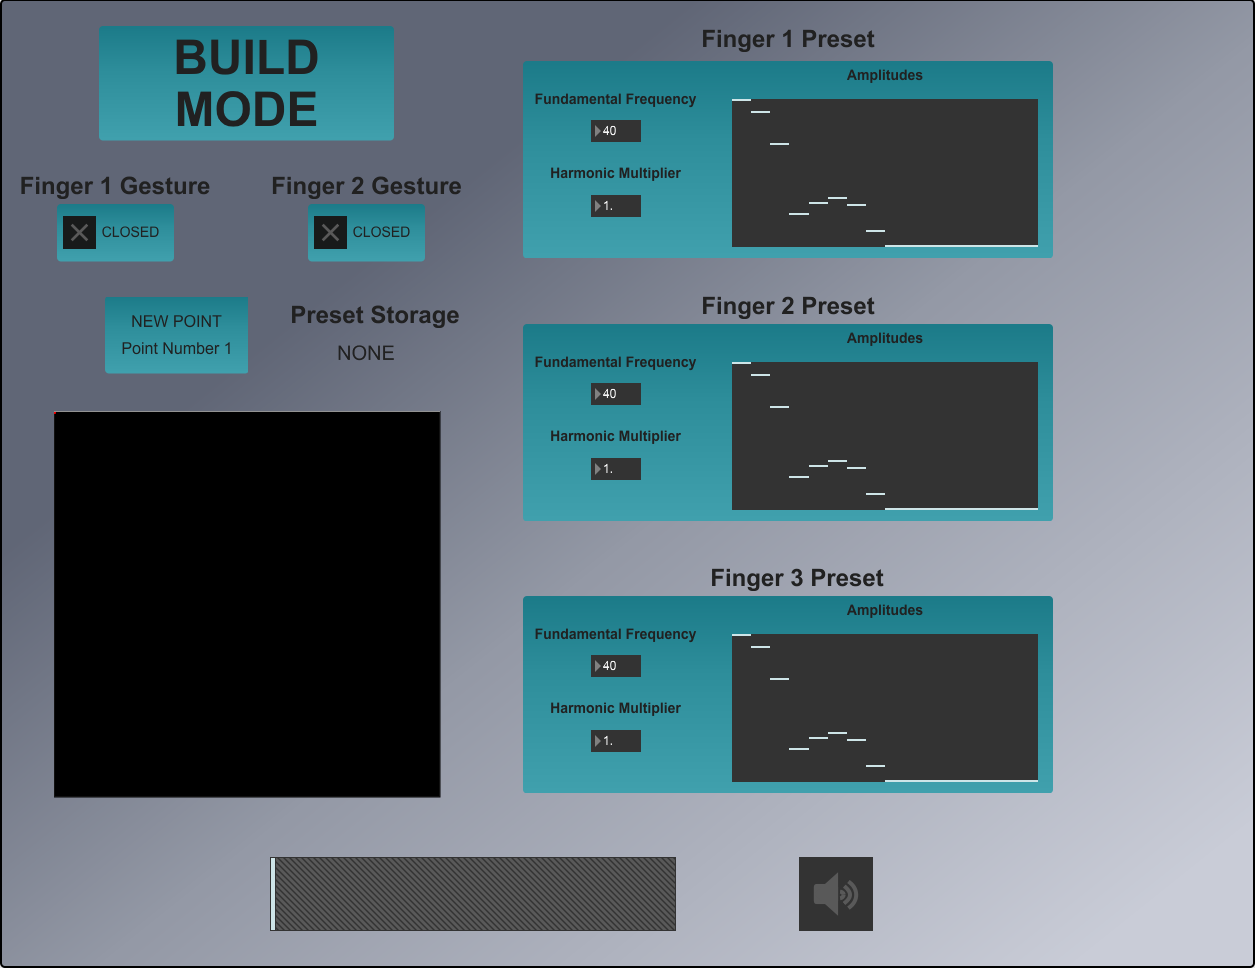 BUILD
MODE
Finger 1 Gesture
Finger 2 Gesture
CLOSED
CLOSED
NEW POINT
Point Number 1
Preset Storage
NONE
Finger 1 Preset
Amplitudes
Fundamental Frequency
40
Harmonic Multiplier
1.
Finger 2 Preset
Amplitudes
Fundamental Frequency
40
Harmonic Multiplier
1.
Finger 3 Preset
Amplitudes
Fundamental Frequency
40
Harmonic Multiplier
1.